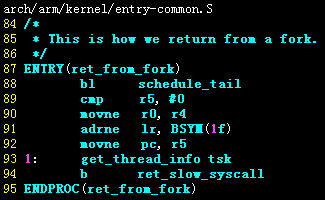 arch/arm/kernel/entry-common.S
84 /*
85  * This is how we return from a fork.
86  */
87 ENTRY(ret_from_fork)
88         bl      schedule_tail
89         cmp     r5, #0
90         movne   r0, r4
91         adrne   lr, BSYM(1f)
92         movne   pc, r5
93 1:      get_thread_info tsk
94         b       ret_slow_syscall
95 ENDPROC(ret_from_fork)